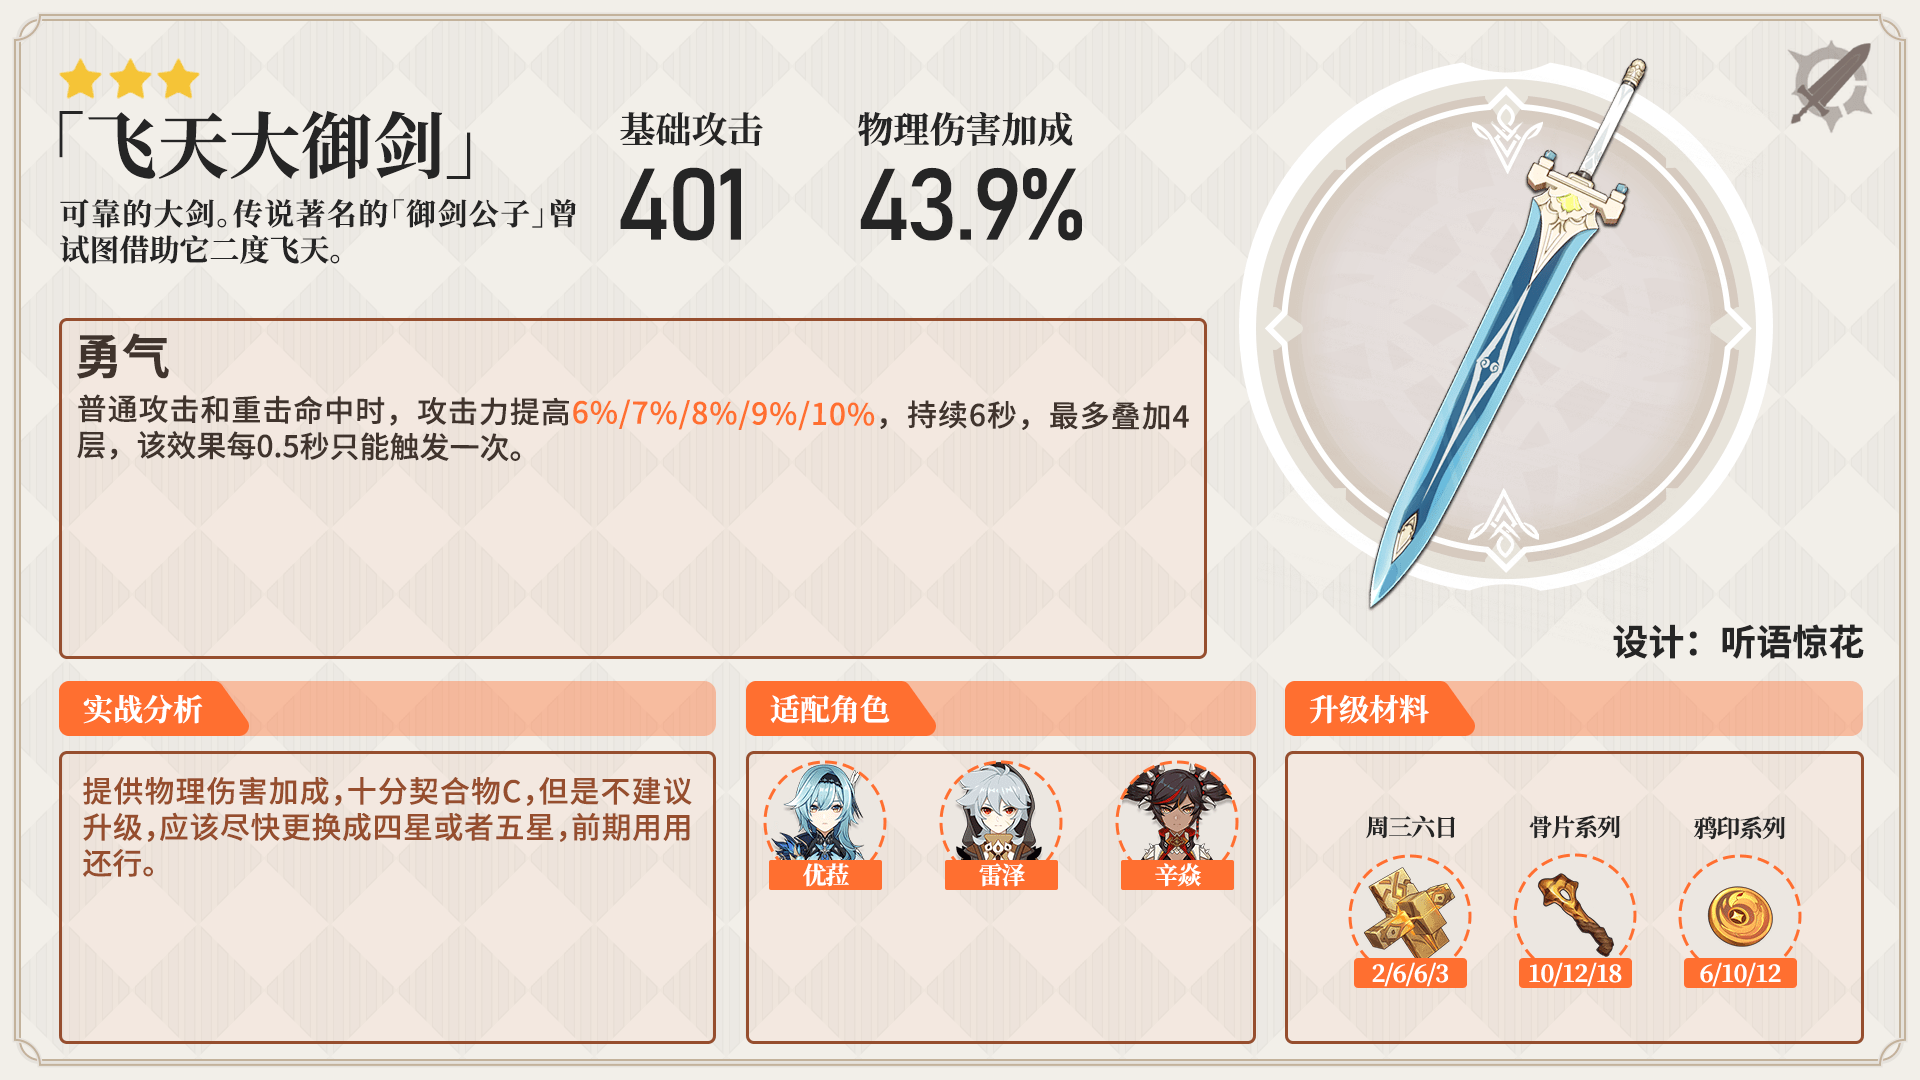 「飞天大御剑」
可靠的大剑。传说著名的「御剑公子」曾
试图借助它二度飞天。
基础攻击
401
物理伤害加成
43.9%
勇气
普通攻击和重击命中时，攻击力提高6%/7%/8%/9%/10%，持续6秒，最多叠加4
层，该效果每0.5秒只能触发一次。
设计：听语惊花
实战分析
提供物理伤害加成，十分契合物C，但是不建议
升级，应该尽快更换成四星或者五星，前期用用
还行。
适配角色
优菈
雷泽
辛焱
升级材料
周三六日
2/6/6/3
骨片系列
10/12/18
鸦印系列
6/10/12